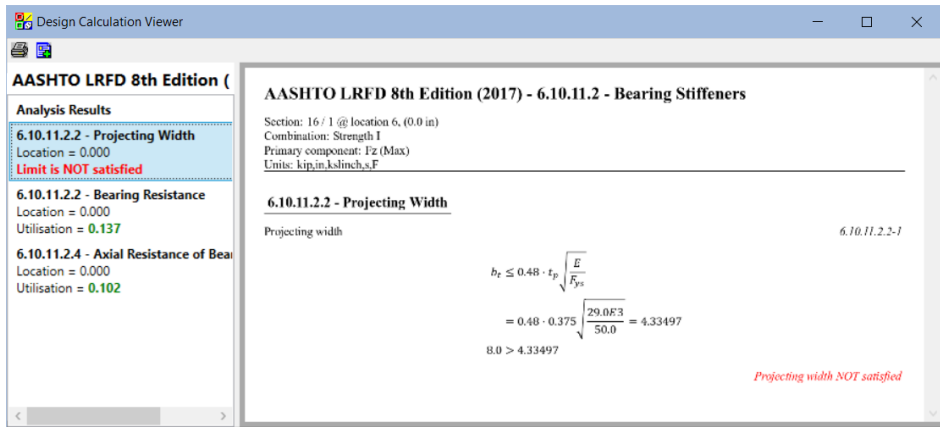 Design Calculation Viewer
AASHTO LRFD 8th Edition (
Analysis Results
6.10.11.2.2 - Projecting Width
Location = 0.000
Limit is NOT satisfied
6.10.11.2.2 - Bearing Resistance
Location = 0.000
Utilisation = 0.137
6.10.11.2.4 - Axial Resistance of Bear
Location = 0.000
Utilisation = 0.102
AASHTO LRFD 8th Edition (2017) - 6.10.11.2 - Bearing Stiffeners
Section: 16 / 1 @ location 6, (0.0 in)
Combination: Strength I
Primary component: Fz (Max)
Units: kip,in,kslinch,s,F
6.10.11.2.2 - Projecting Width
Projecting width 6.10.11.2.2-1
b_t ≤ 0.48 · t_p √(E/F_ys)
= 0.48 · 0.375 √(29.0E3/50.0) = 4.33497
8.0 > 4.33497
Projecting width NOT satisfied